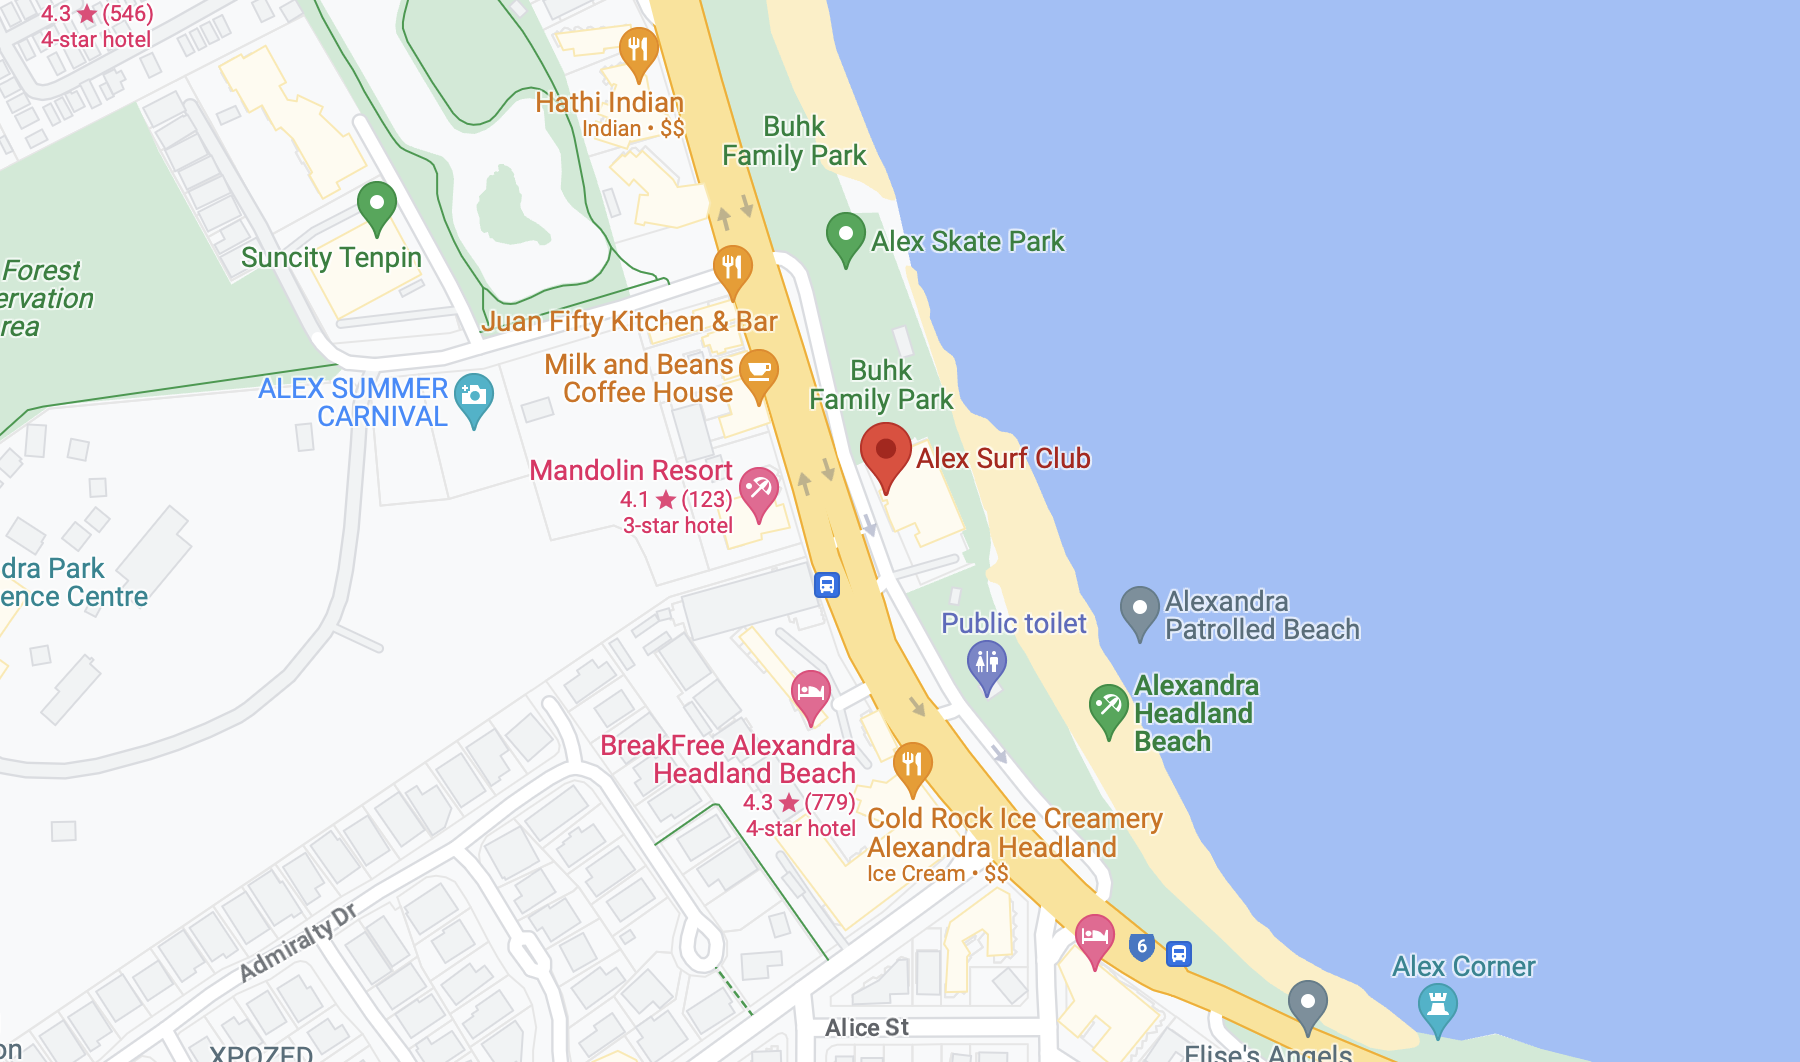 4.3 ★ (546)
4-star hotel
Hathi Indian
Indian • $$
Buhk
Family Park
Suncity Tenpin
Alex Skate Park
Forest
ervation
rea
Juan Fifty Kitchen & Bar
Milk and Beans
Coffee House
Buhk
Family Park
ALEX SUMMER
CARNIVAL
Alex Surf Club
Mandolin Resort
4.1 ★ (123)
3-star hotel
dra Park
ence Centre
Public toilet
Alexandra
Patrolled Beach
Alexandra
Headland
Beach
BreakFree Alexandra
Headland Beach
4.3 ★ (779)
4-star hotel
Cold Rock Ice Creamery
Alexandra Headland
Ice Cream • $$
Admiralty Dr
6
Alex Corner
Alice St
on
XPOZED
Elise's Angels